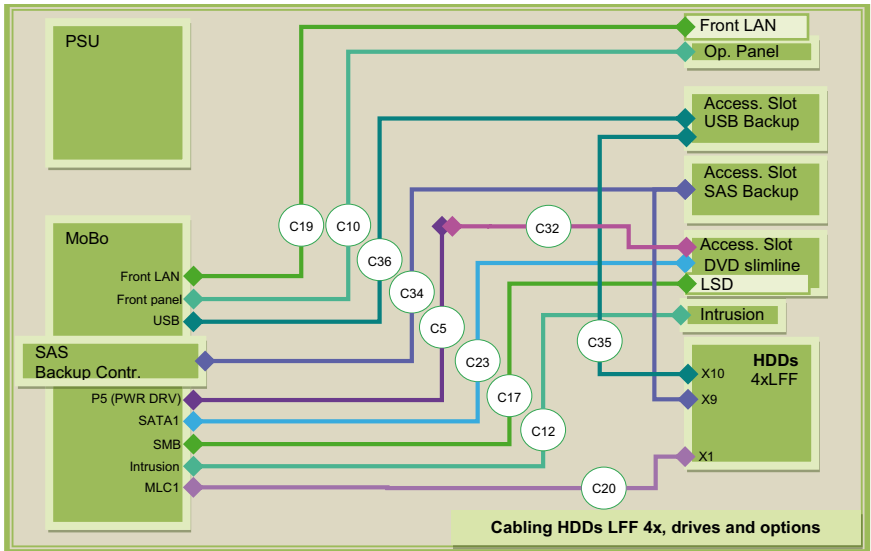 PSU
Front LAN
Op. Panel
Access. Slot
USB Backup
Access. Slot
SAS Backup
C19
C10
C32
MoBo
Access. Slot
DVD slimline
LSD
C36
Front LAN
Front panel
USB
C34
C5
Intrusion
C35
SAS
Backup Contr.
C23
HDDs
4xLFF
X10
X9
X1
C17
C12
P5 (PWR DRV)
SATA1
SMB
Intrusion
MLC1
C20
Cabling HDDs LFF 4x, drives and options